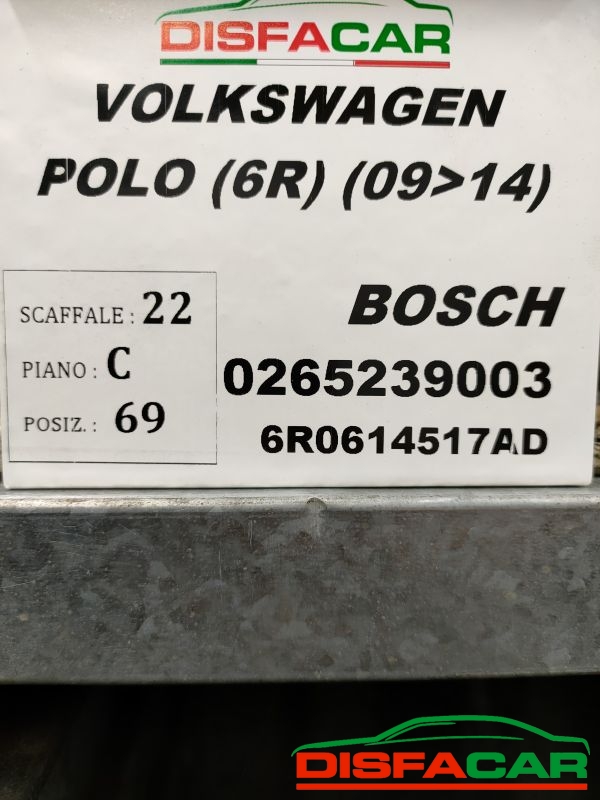 DISFACAR
VOLKSWAGEN
POLO (6R) (09>14)
SCAFFALE : 22
PIANO : C
POSIZ. : 69
BOSCH
0265239003
6R0614517AD
DISFACAR